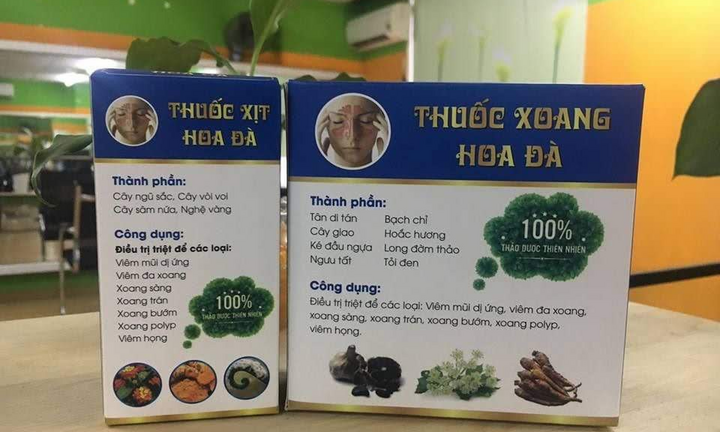 THUỐC XỊT
HOA ĐÀ
Thành phần:
Cây ngũ sắc, Cây vòi voi
Cây sàm nứa, Nghệ vàng
Công dụng:
Điều trị triệt để các loại:
Viêm mũi dị ứng
Viêm đa xoang
Xoang sàng
Xoang trán
Xoang bướm
Xoang polyp
Viêm họng
100%
THẢO DƯỢC THIÊN NHIÊN
THUỐC XOANG
HOA ĐÀ
Thành phần:
Tân di tán Bạch chỉ
Cây giao Hoắc hương
Ké đầu ngựa Long đờm thảo
Ngưu tất Tỏi đen
100%
THẢO DƯỢC THIÊN NHIÊN
Công dụng:
Điều trị triệt để các loại: Viêm mũi dị ứng, viêm đa xoang,
xoang sàng, xoang trán, xoang bướm, xoang polyp,
viêm họng.